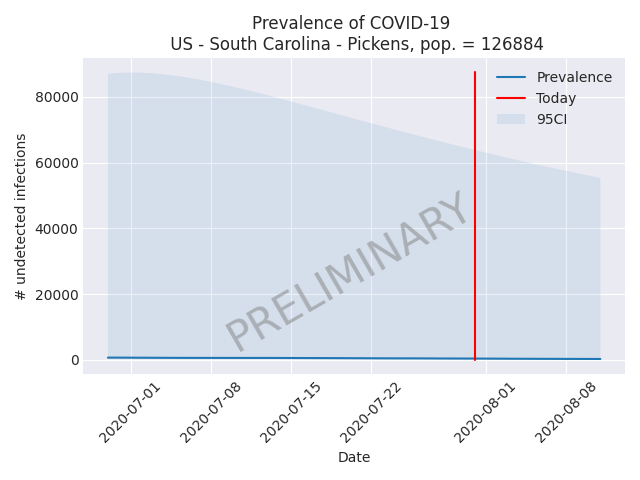 Prevalence of COVID-19
US - South Carolina - Pickens, pop. = 126884
Prevalence
Today
95CI
80000
60000
40000
20000
0
# undetected infections
PRELIMINARY
2020-07-01
2020-07-08
2020-07-15
2020-07-22
2020-08-01
2020-08-08
Date